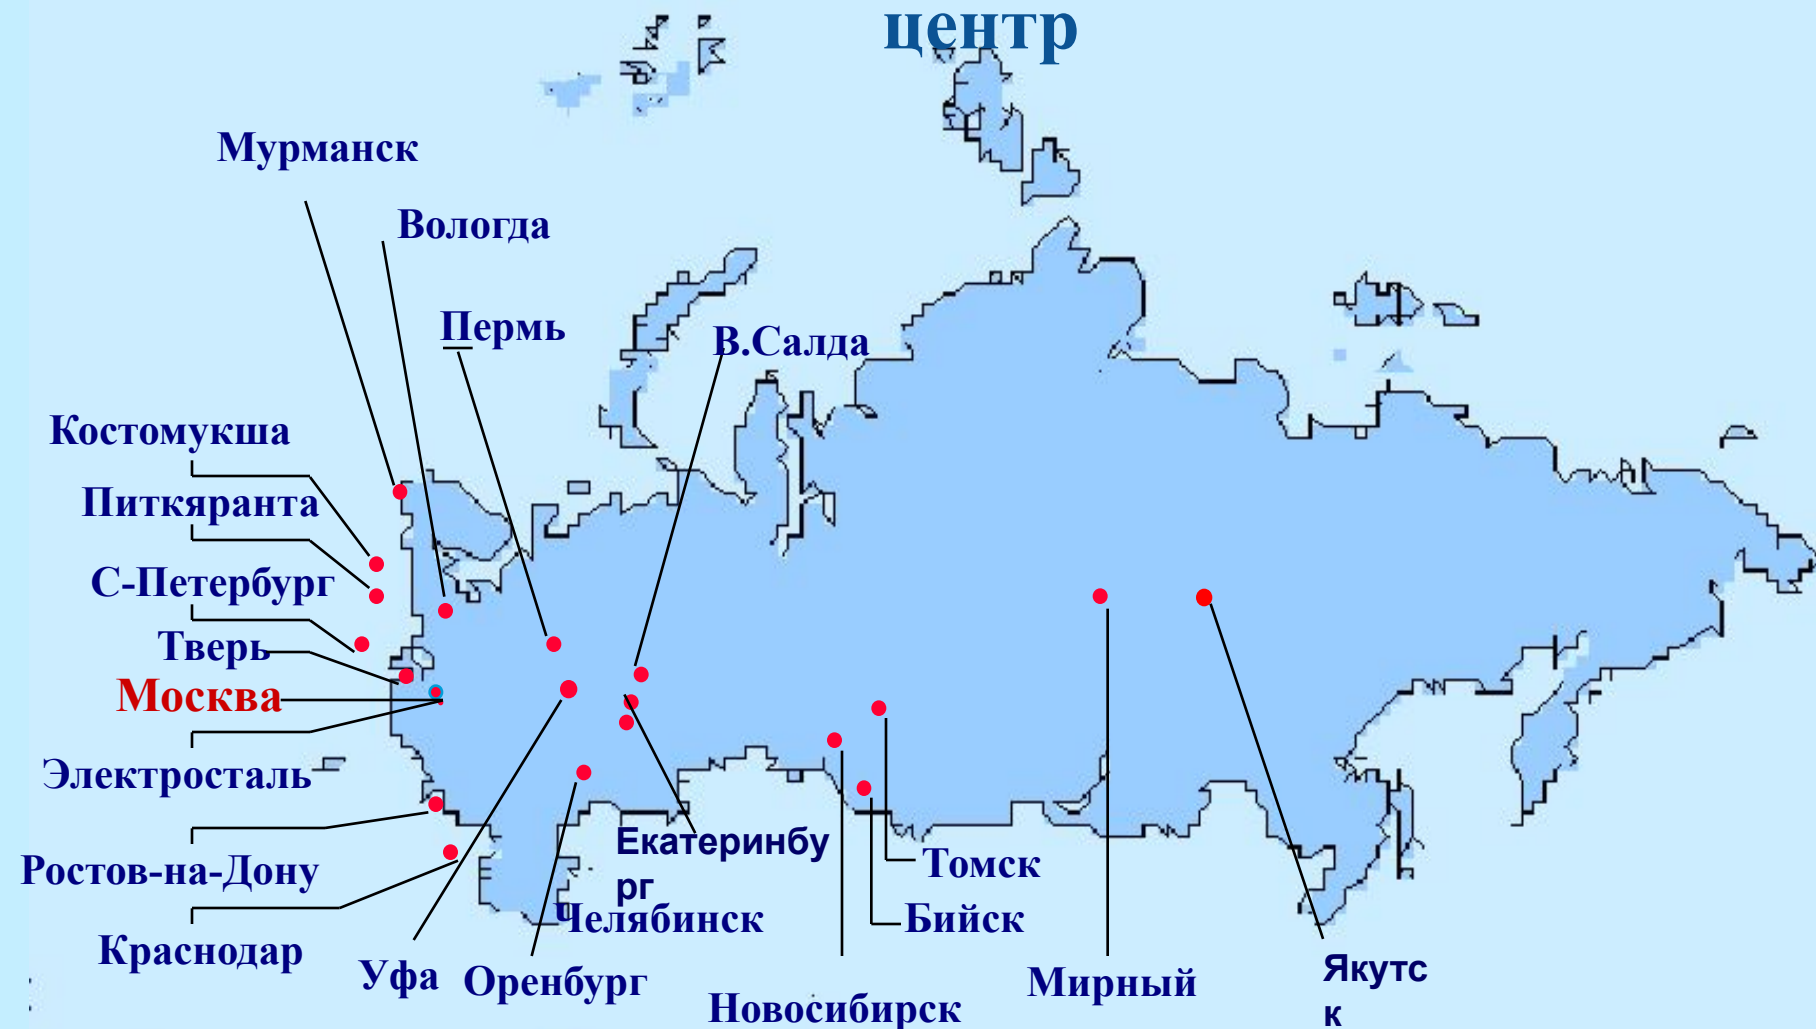 центр
Мурманск
Вологда
Пермь
В.Салда
Костомукша
Питкяранта
С-Петербург
Тверь
Москва
Электросталь
Екатеринбу
рг
Ростов-на-Дону
Томск
Челябинск
Бийск
Краснодар
Уфа
Оренбург
Новосибирск
Мирный
Якутс
к